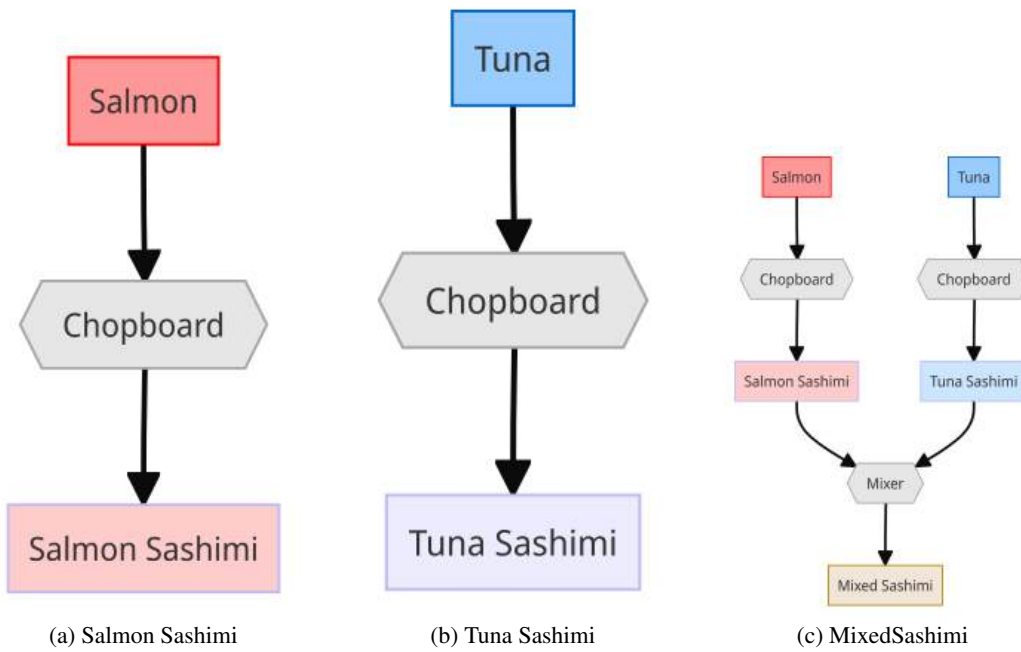 Salmon
Chopboard
Salmon Sashimi
(a) Salmon Sashimi
Tuna
Chopboard
Tuna Sashimi
(b) Tuna Sashimi
Salmon
Tuna
Chopboard
Chopboard
Salmon Sashimi
Tuna Sashimi
Mixer
Mixed Sashimi
(c) MixedSashimi